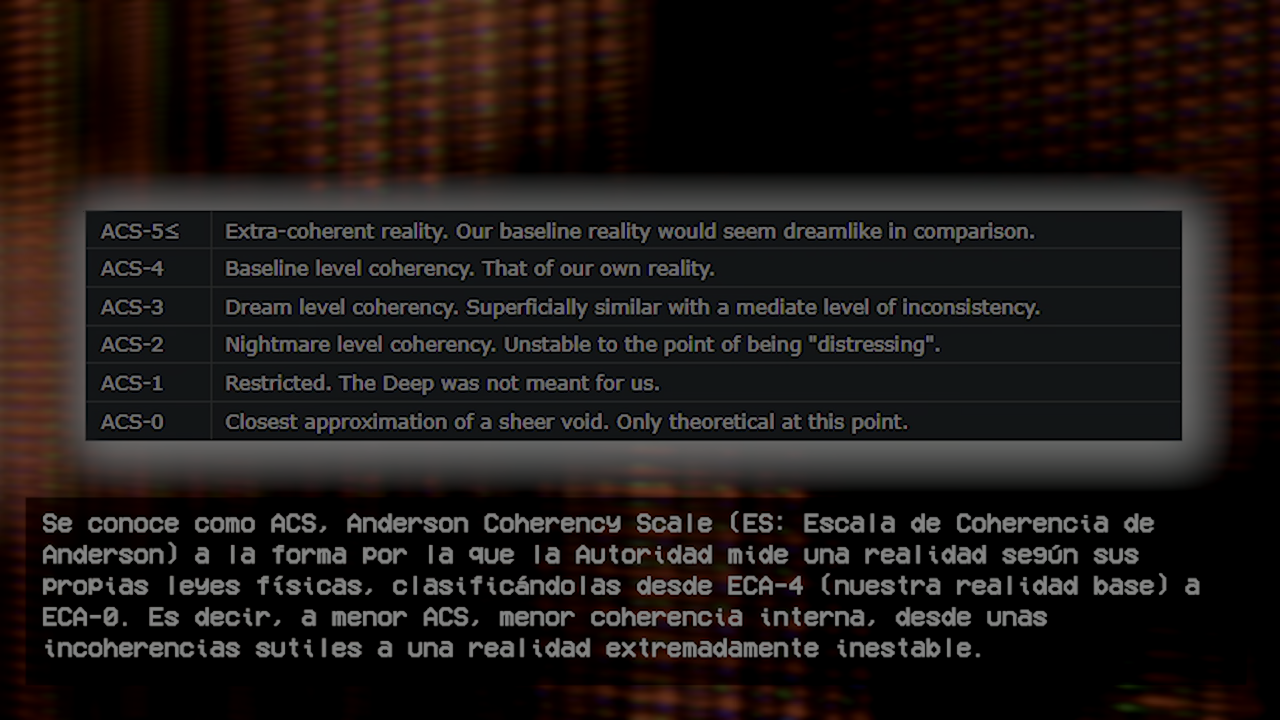 ACS-5≤ Extra-coherent reality. Our baseline reality would seem dreamlike in comparison.
ACS-4 Baseline level coherency. That of our own reality.
ACS-3 Dream level coherency. Superficially similar with a mediate level of inconsistency.
ACS-2 Nightmare level coherency. Unstable to the point of being "distressing".
ACS-1 Restricted. The Deep was not meant for us.
ACS-0 Closest approximation of a sheer void. Only theoretical at this point.
Se conoce como ACS, Anderson Coherency Scale (ES: Escala de Coherencia de
Anderson) a la forma por la que la Autoridad mide una realidad según sus
propias leyes físicas, clasificándolas desde ECA-4 (nuestra realidad base) a
ECA-0. Es decir, a menor ACS, menor coherencia interna, desde unas
incoherencias sutiles a una realidad extremadamente inestable.